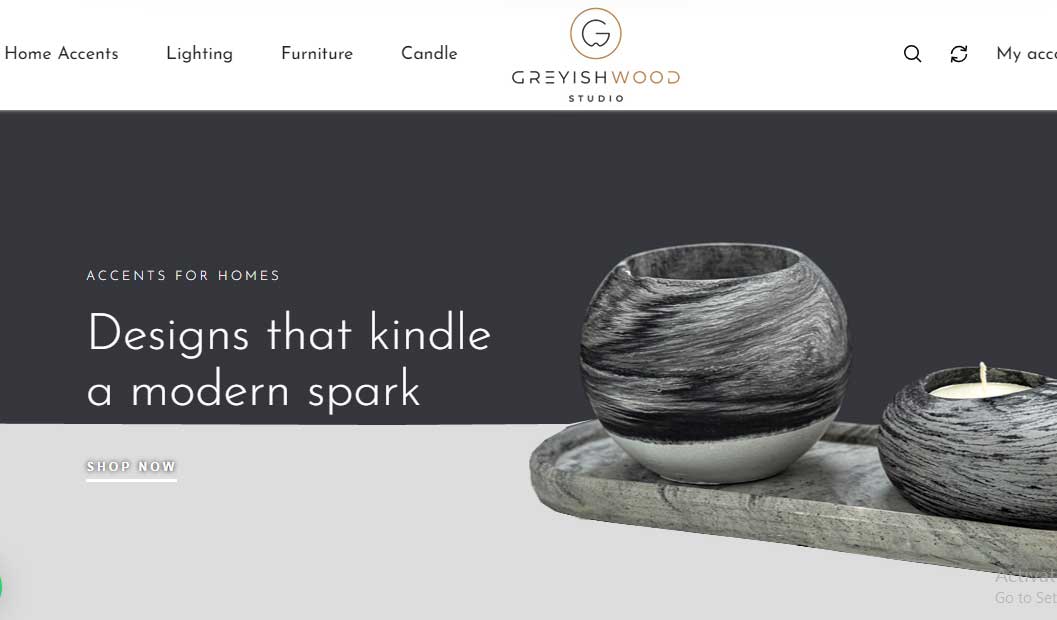 Home Accents Lighting Furniture Candle
GREYISHWOOD
STUDIO
My acco
ACCENTS FOR HOMES
Designs that kindle
a modern spark
SHOP NOW
Activat
Go to Set